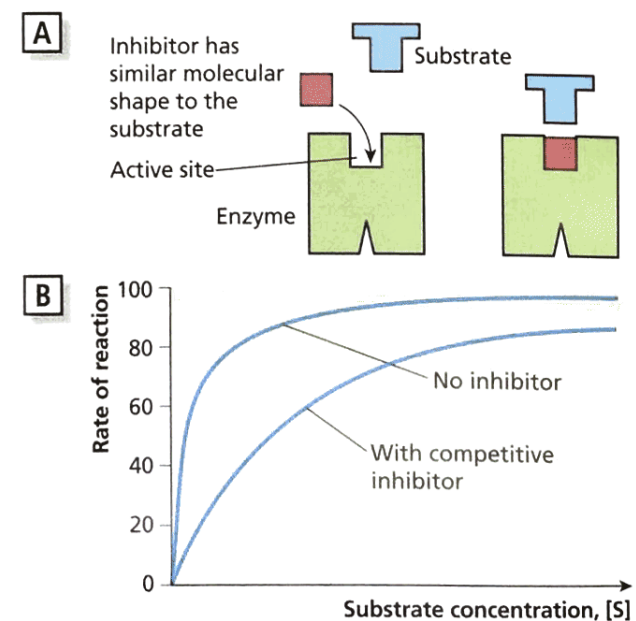 A
Inhibitor has
similar molecular
shape to the
substrate
Substrate
Active site
Enzyme
B
Rate of reaction
100
80
60
40
20
0
No inhibitor
With competitive
inhibitor
Substrate concentration, [S]